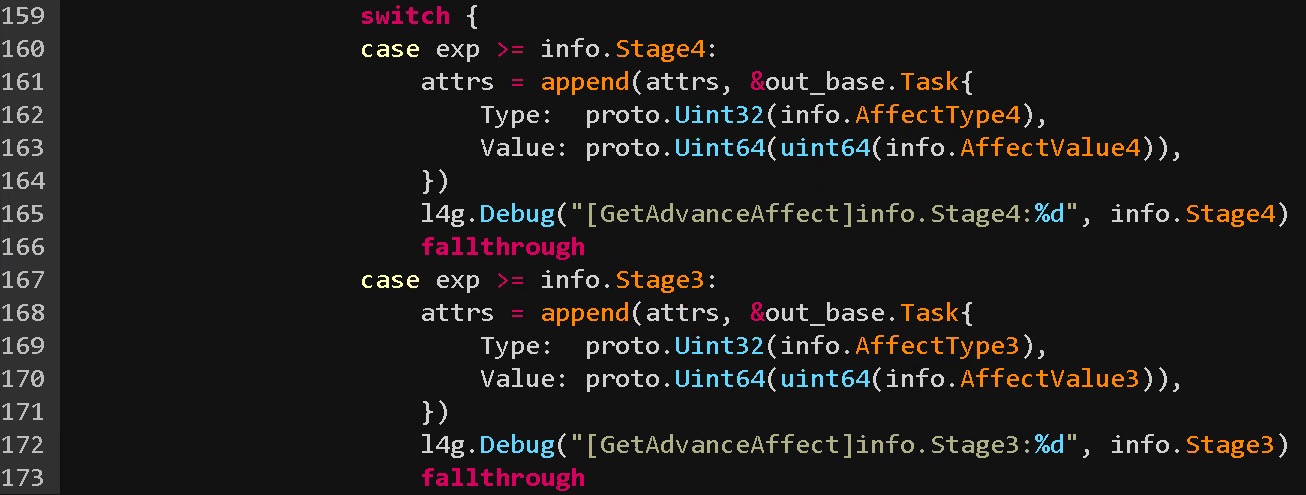 159 switch {
160 case exp >= info.Stage4:
161 attrs = append(attrs, &out_base.Task{
162 Type:  proto.Uint32(info.AffectType4),
163 Value: proto.Uint64(uint64(info.AffectValue4)),
164 })
165 l4g.Debug("[GetAdvanceAffect]info.Stage4:%d", info.Stage4)
166 fallthrough
167 case exp >= info.Stage3:
168 attrs = append(attrs, &out_base.Task{
169 Type:  proto.Uint32(info.AffectType3),
170 Value: proto.Uint64(uint64(info.AffectValue3)),
171 })
172 l4g.Debug("[GetAdvanceAffect]info.Stage3:%d", info.Stage3)
173 fallthrough